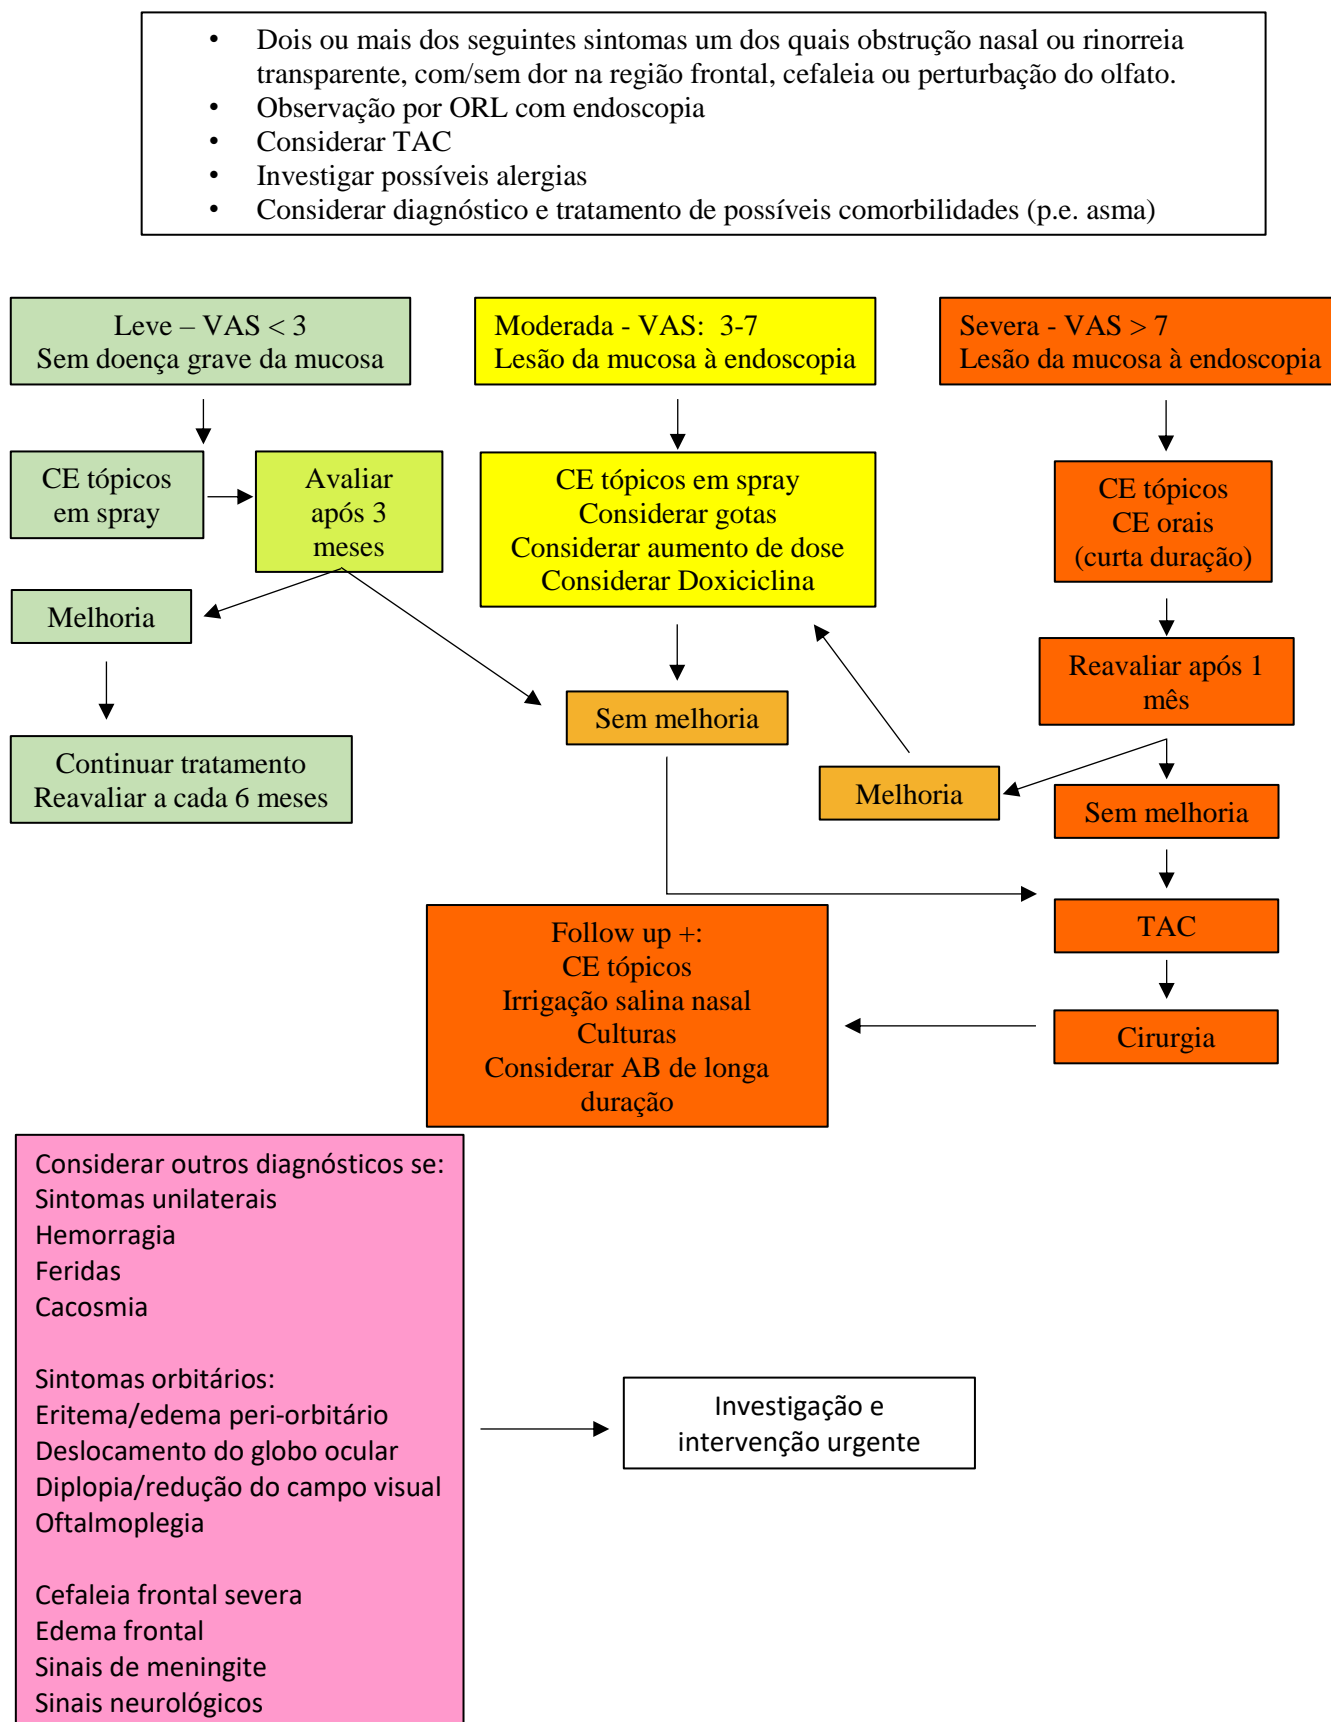 • Dois ou mais dos seguintes sintomas um dos quais obstrução nasal ou rinorreia
transparente, com/sem dor na região frontal, cefaleia ou perturbação do olfato.
• Observação por ORL com endoscopia
• Considerar TAC
• Investigar possíveis alergias
• Considerar diagnóstico e tratamento de possíveis comorbilidades (p.e. asma)
Leve – VAS < 3
Sem doença grave da mucosa
Moderada - VAS: 3-7
Lesão da mucosa à endoscopia
Severa - VAS > 7
Lesão da mucosa à endoscopia
CE tópicos
em spray
Avaliar
após 3
meses
CE tópicos em spray
Considerar gotas
Considerar aumento de dose
Considerar Doxiciclina
CE tópicos
CE orais
(curta duração)
Melhoria
Reavaliar após 1
mês
Sem melhoria
Continuar tratamento
Reavaliar a cada 6 meses
Melhoria
Sem melhoria
TAC
Follow up +:
CE tópicos
Irrigação salina nasal
Culturas
Considerar AB de longa
duração
Cirurgia
Considerar outros diagnósticos se:
Sintomas unilaterais
Hemorragia
Feridas
Cacosmia
Sintomas orbitários:
Eritema/edema peri-orbitário
Deslocamento do globo ocular
Diplopia/redução do campo visual
Oftalmoplegia
Cefaleia frontal severa
Edema frontal
Sinais de meningite
Sinais neurológicos
Investigação e
intervenção urgente